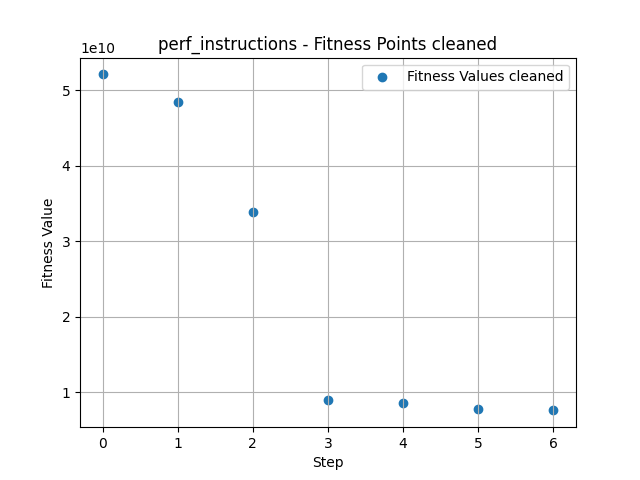 perf_instructions - Fitness Points cleaned
1e10
Fitness Values cleaned
5
4
3
2
1
Fitness Value
0 1 2 3 4 5 6
Step